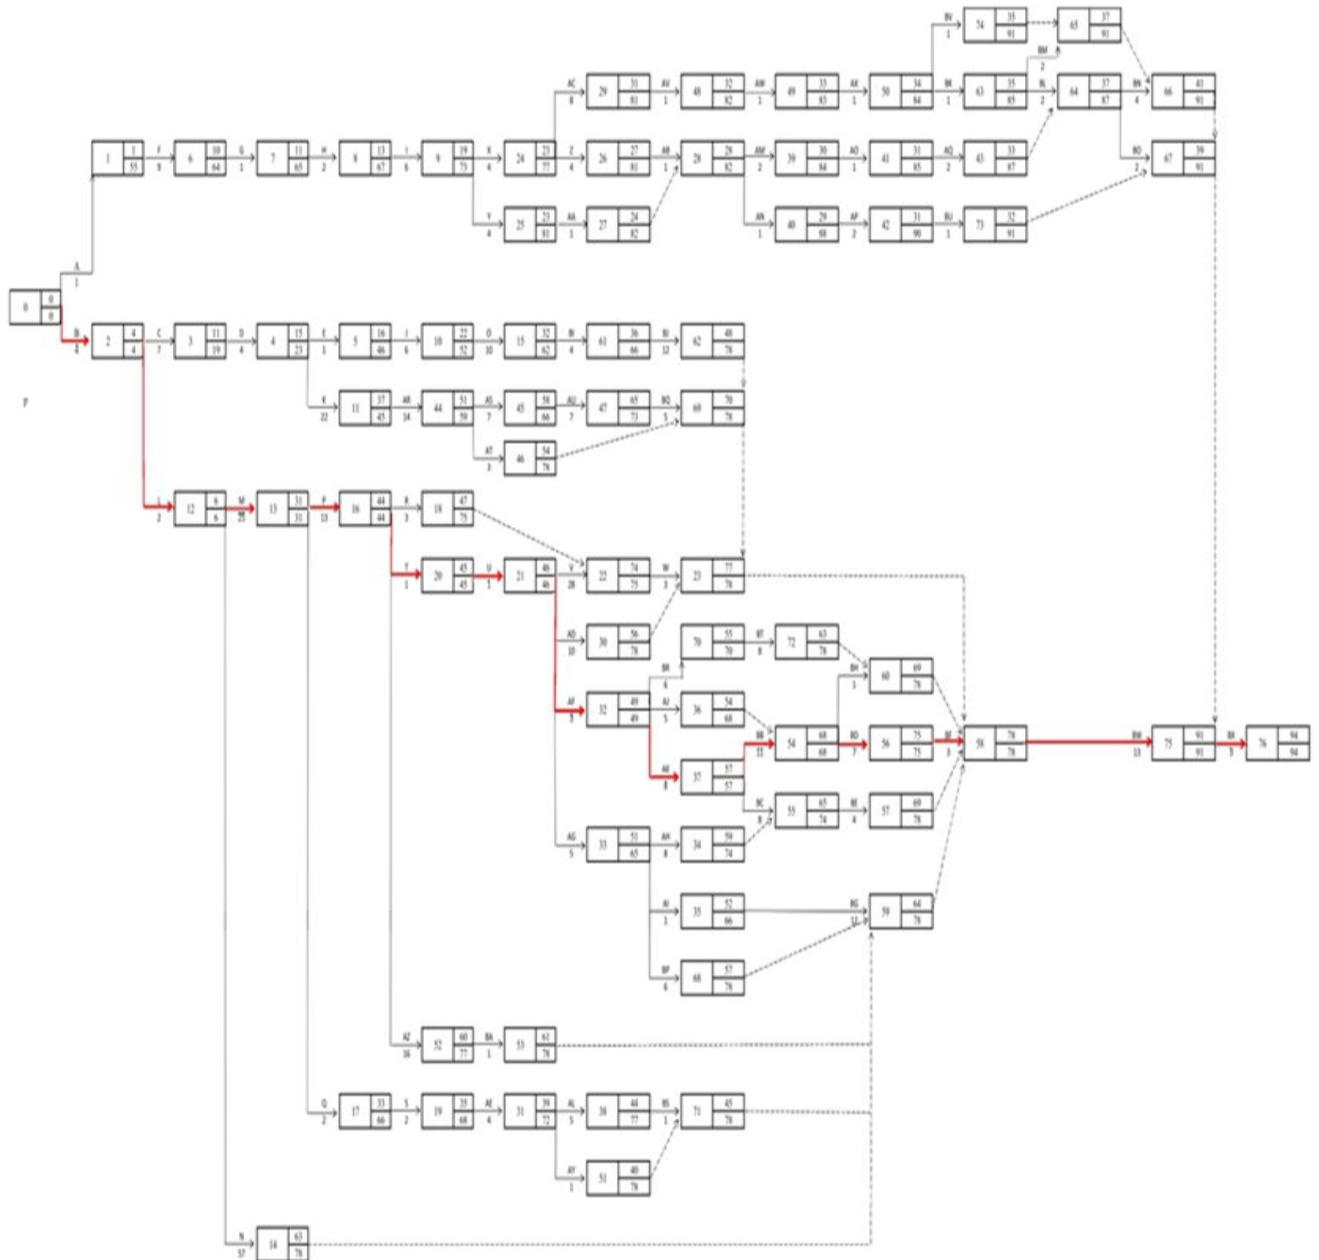 BV 74 35 65 37
1 91 91
BM
2
AC 29 31 AV 48 32 AW 49 33 AX 50 34 BK 63 35 BL 64 37 BN 66 41
8 81 1 82 1 83 1 84 1 85 2 87 4 91
1 1 F 6 10 G 7 11 H 8 13 I 9 19 X 24 23 Z 26 27 AB 28 28 AM 39 30 AO 41 31 AQ 43 33 BO 67 39
55 9 64 1 65 2 67 6 73 4 77 4 81 1 82 2 84 1 85 2 87 2 91
Y 25 23 AA 27 24 AN 40 29 AP 42 31 BU 73 32
4 81 1 82 1 88 2 90 1 91
A
1
0 0
0
B 2 4 C 3 11 D 4 15 E 5 16 J 10 22 O 15 32 BI 61 36 BJ 62 48
4 4 7 19 4 23 1 46 6 52 10 62 4 66 12 78
P
K 11 37 AR 44 51 AS 45 58 AU 47 65 BQ 69 70
22 45 14 59 7 66 7 73 5 78
AT 46 54
3 78
L 12 6 M 13 31 P 16 44 R 18 47
2 6 25 31 13 44 3 75
T 20 45 U 21 46 V 22 74 W 23 77
1 45 1 46 28 75 3 78
AD 30 56 70 55 BT 72 63
10 78 70 8 78
BR BH 60 69
6 1 78
AF 32 49 AJ 36 54
3 49 5 68
BB 54 68 BD 56 75 BF 58 78 BW 75 91 BX 76 94
11 68 7 75 3 78 13 91 3 94
AK 37 57
8 57
BC 55 65 BE 57 69
8 74 4 78
AG 33 51 AH 34 59
5 65 8 74
AI 35 52 BG 59 64
1 66 12 78
BP 68 57
6 78
AZ 52 60 BA 53 61
16 77 1 78
Q 17 33 S 19 35 AE 31 39 AL 38 44 BS 71 45
2 66 2 68 4 72 5 77 1 78
AY 51 40
1 78
N 14 63
57 78